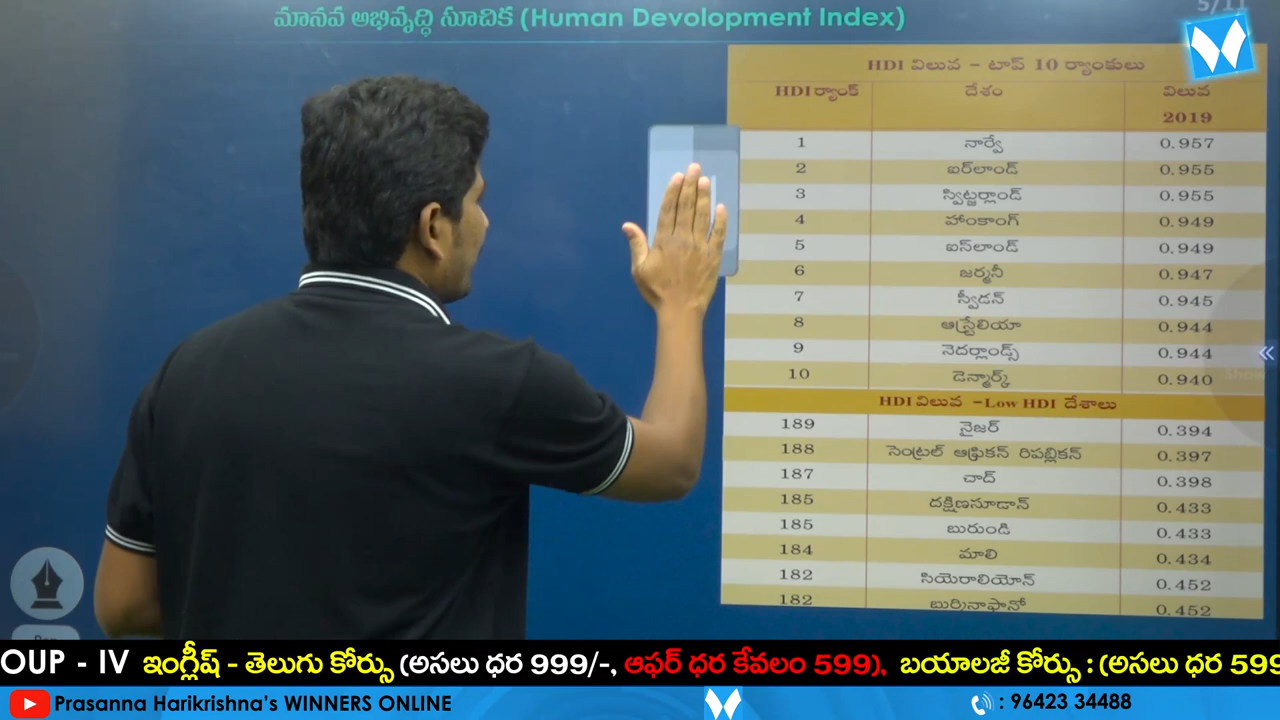 మానవ అభివృద్ధి సూచిక (Human Devolopment Index)
5/11
HDI విలువ - టాప్ 10 ర్యాంకులు
HDI ర్యాంక్ దేశం విలువ 2019
1 నార్వే 0.957
2 ఐర్‌లాండ్ 0.955
3 స్విట్జర్లాండ్ 0.955
4 హాంకాంగ్ 0.949
5 ఐస్‌లాండ్ 0.949
6 జర్మనీ 0.947
7 స్వీడన్ 0.945
8 ఆస్ట్రేలియా 0.944
9 నెదర్లాండ్స్ 0.944
10 డెన్మార్క్ 0.940
HDI విలువ -Low HDI దేశాలు
189 నైజర్ 0.394
188 సెంట్రల్ ఆఫ్రికన్ రిపబ్లికన్ 0.397
187 చాద్ 0.398
185 దక్షిణసూడాన్ 0.433
185 బురుండి 0.433
184 మాలి 0.434
182 సియెరాలియోన్ 0.452
182 బుర్కినాఫాసో 0.452
OUP - IV ఇంగ్లీష్ - తెలుగు కోర్సు (అసలు ధర 999/-, ఆఫర్ ధర కేవలం 599), బయాలజీ కోర్సు : (అసలు ధర 599
Prasanna Harikrishna's WINNERS ONLINE
: 96423 34488